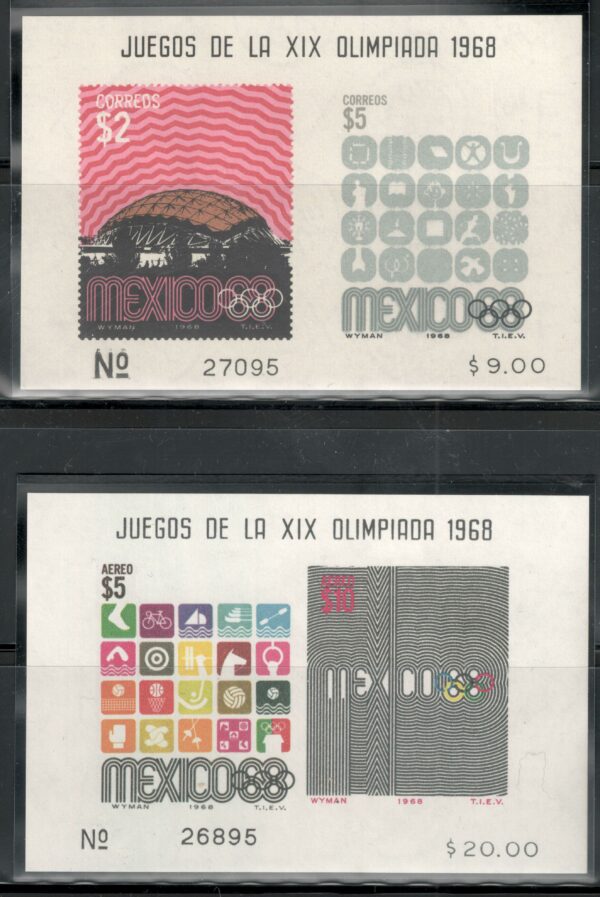 JUEGOS DE LA XIX OLIMPIADA 1968
CORREOS
$2
MEXICO68
WYMAN 1968 T.I.E.V.
CORREOS
$5
MEXICO68
WYMAN 1968 T.I.E.V.
Nº 27095 $9.00
JUEGOS DE LA XIX OLIMPIADA 1968
AEREO
$5
MEXICO68
WYMAN 1968 T.I.E.V.
AEREO
$10
MEXICO68
WYMAN 1968 T.I.E.V.
Nº 26895 $20.00